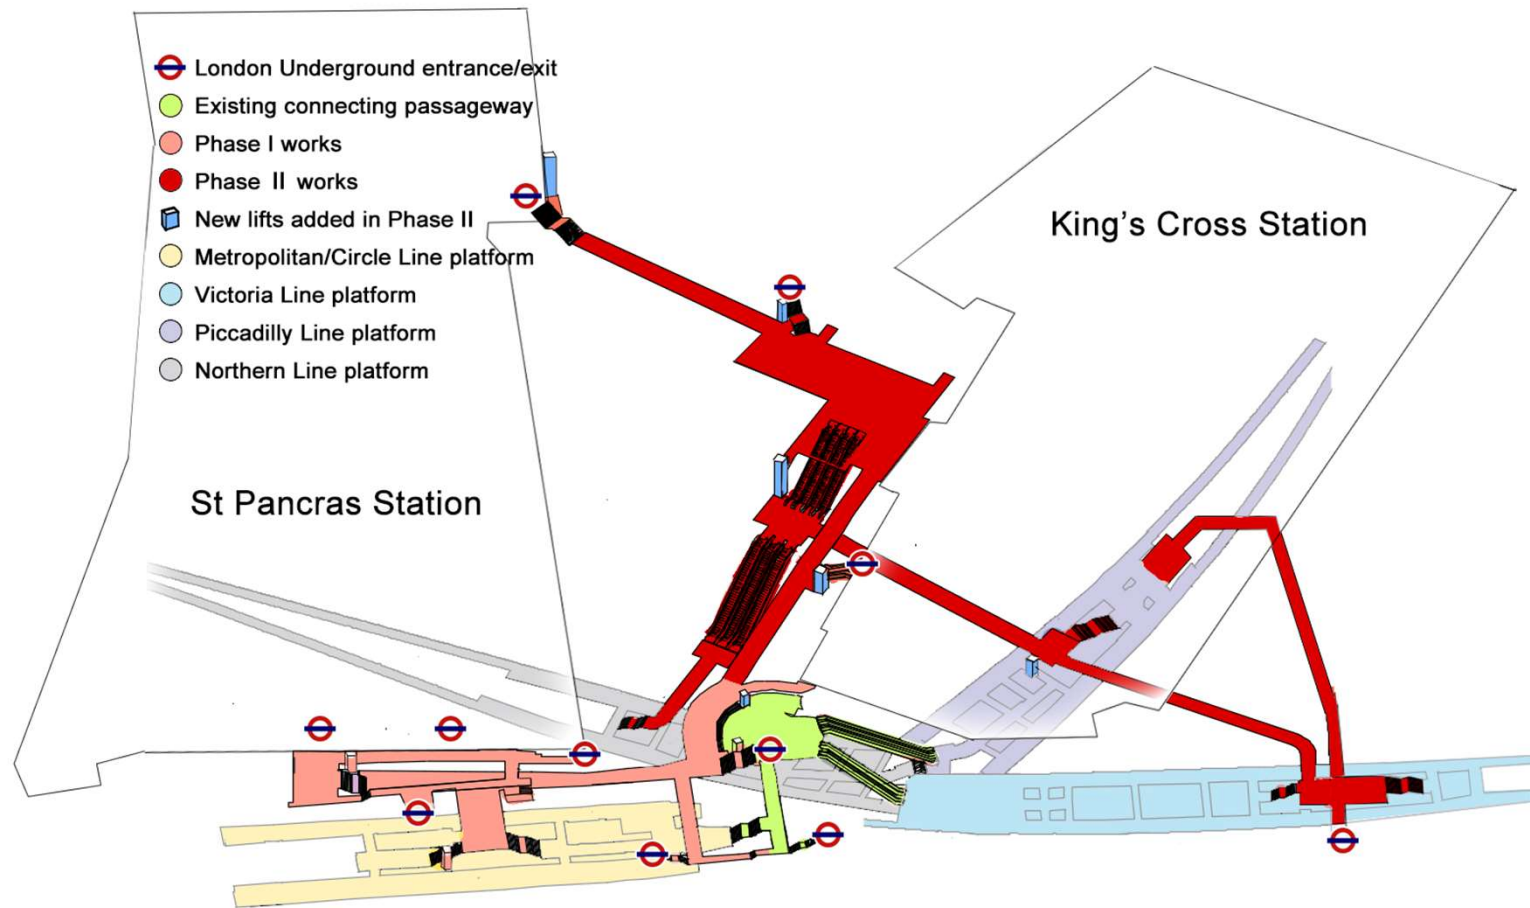 London Underground entrance/exit
Existing connecting passageway
Phase I works
Phase II works
New lifts added in Phase II
Metropolitan/Circle Line platform
Victoria Line platform
Piccadilly Line platform
Northern Line platform
King's Cross Station
St Pancras Station